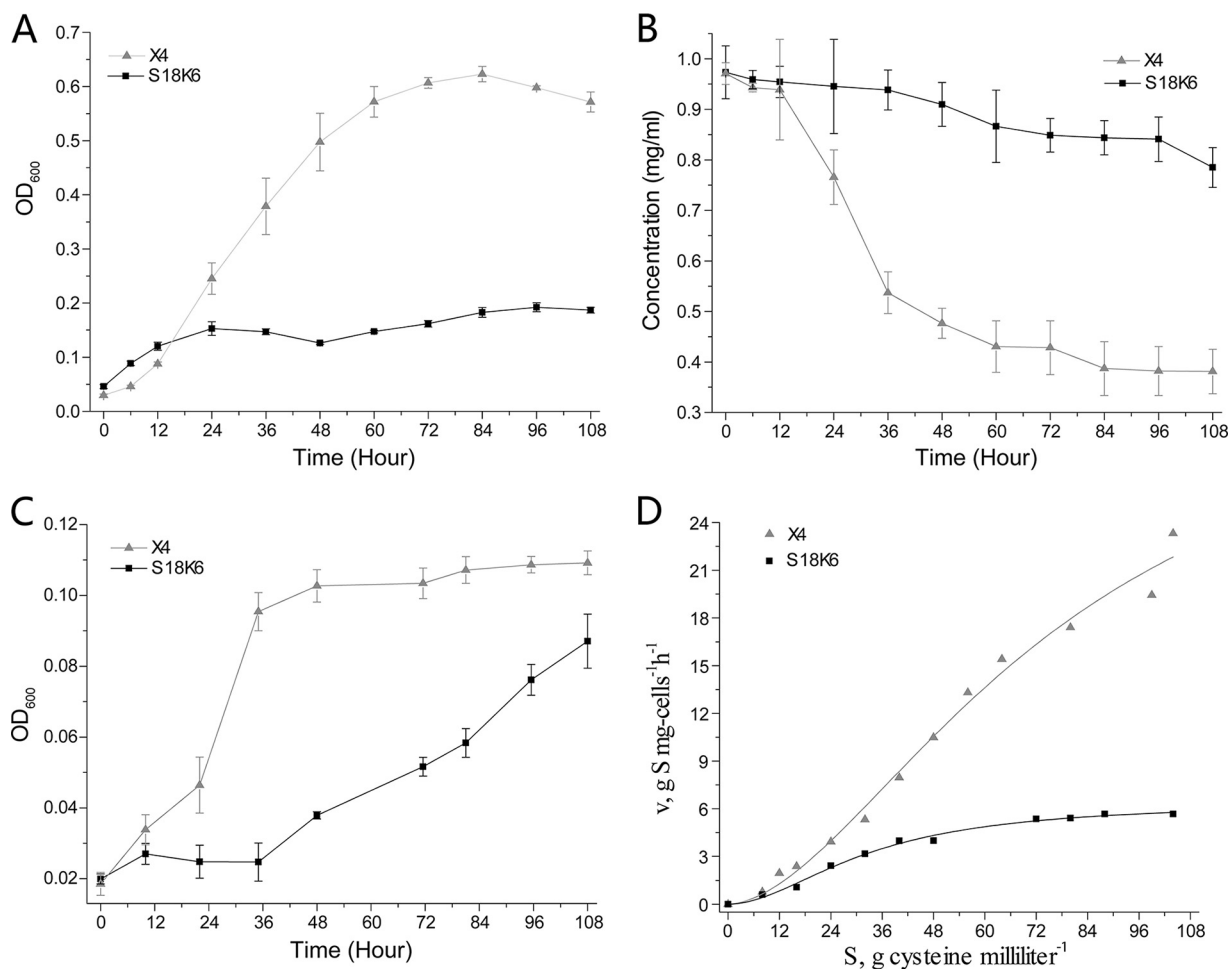 A
X4
S18K6
0.7
0.6
0.5
0.4
0.3
0.2
0.1
0.0
OD600
0 12 24 36 48 60 72 84 96 108
Time (Hour)
B
X4
S18K6
1.0
0.9
0.8
0.7
0.6
0.5
0.4
0.3
Concentration (mg/ml)
0 12 24 36 48 60 72 84 96 108
Time (Hour)
C
X4
S18K6
0.12
0.10
0.08
0.06
0.04
0.02
OD600
0 12 24 36 48 60 72 84 96 108
Time (Hour)
D
X4
S18K6
24
21
18
15
12
9
6
3
0
v, g S mg-cells-1h-1
0 12 24 36 48 60 72 84 96 108
S, g cysteine milliliter-1